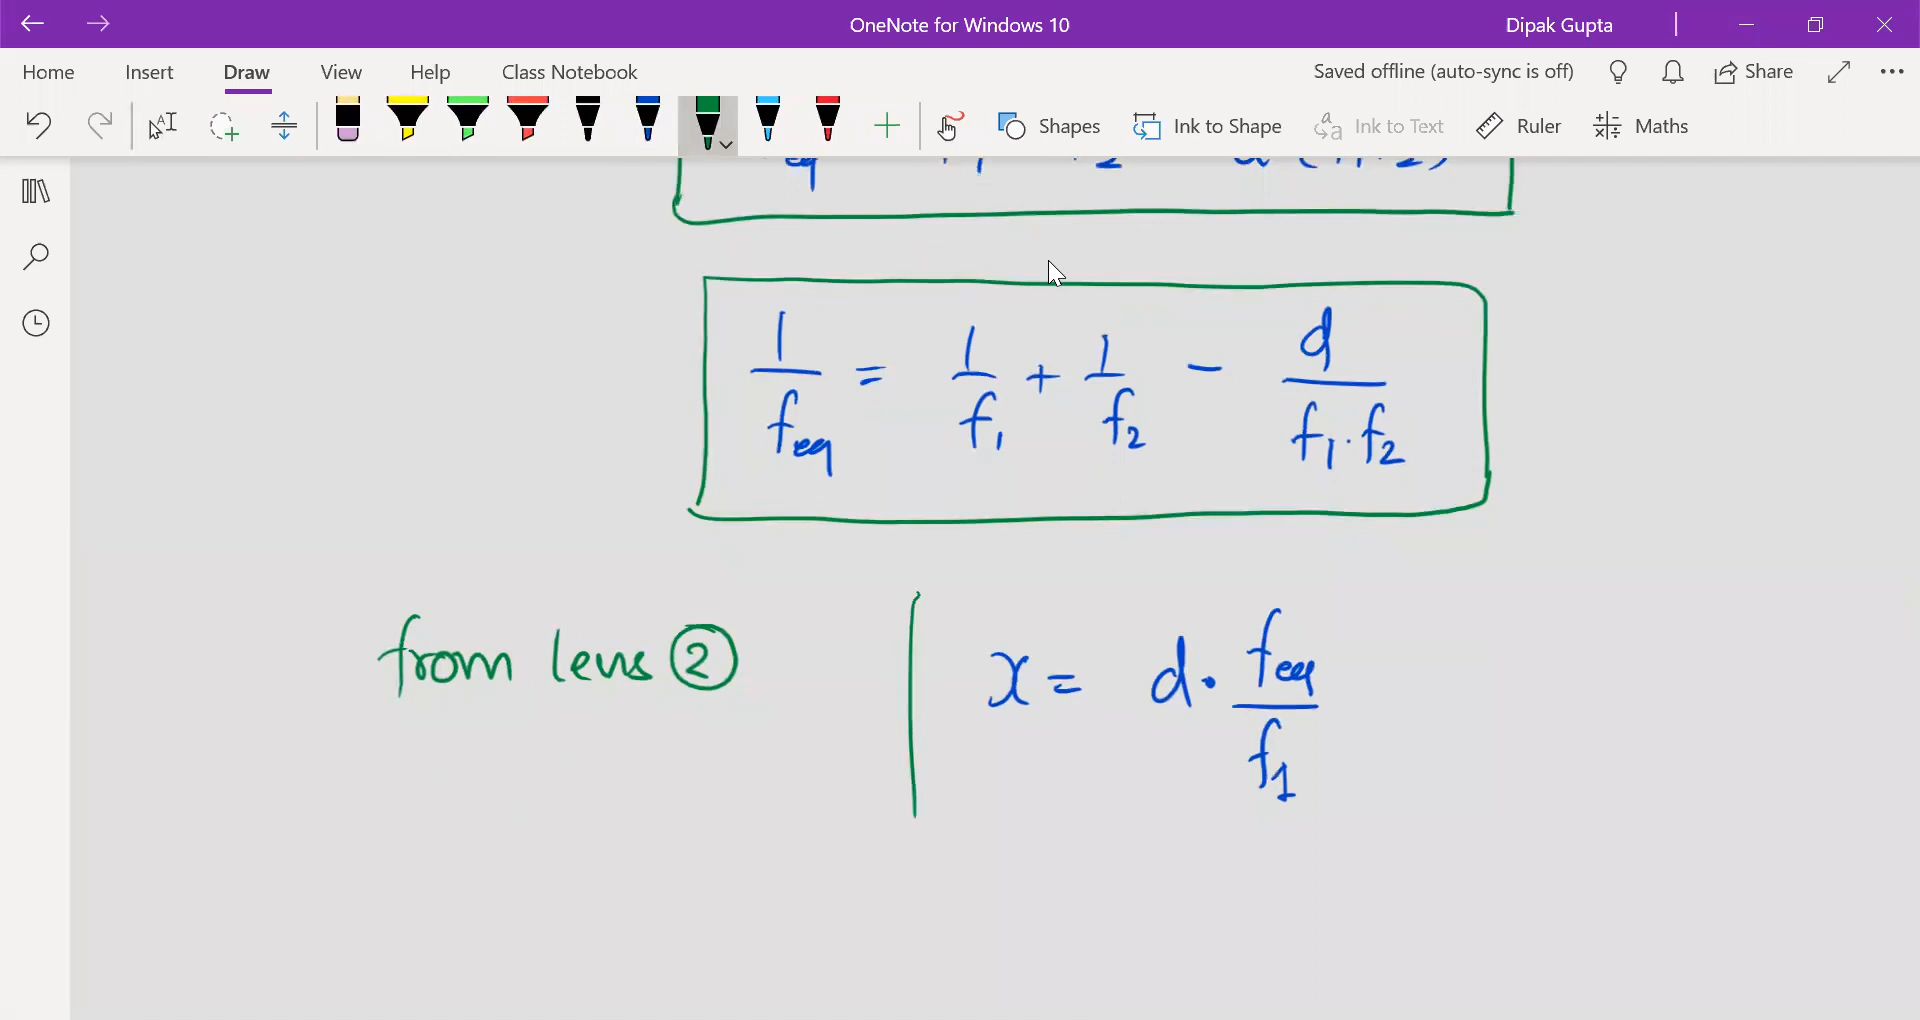 OneNote for Windows 10
Dipak Gupta
Home Insert Draw View Help Class Notebook
Saved offline (auto-sync is off) Share
Shapes Ink to Shape Ink to Text Ruler Maths
1/feq = 1/f1 + 1/f2 - d/f1.f2
from lens ②
x = d . feq/f1